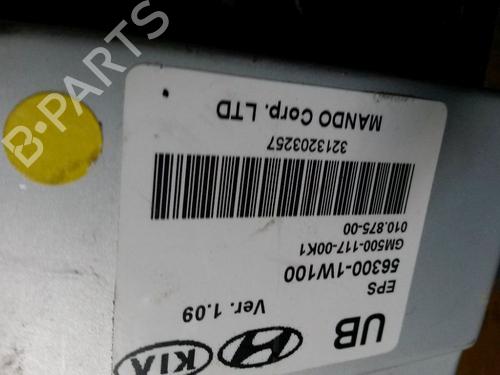 UB
KIA
EPS
Ver. 1.09
56300-1W100
GM500-117-00K1
010.875-00
3213203257
MANDO Corp. LTD
B-PARTS